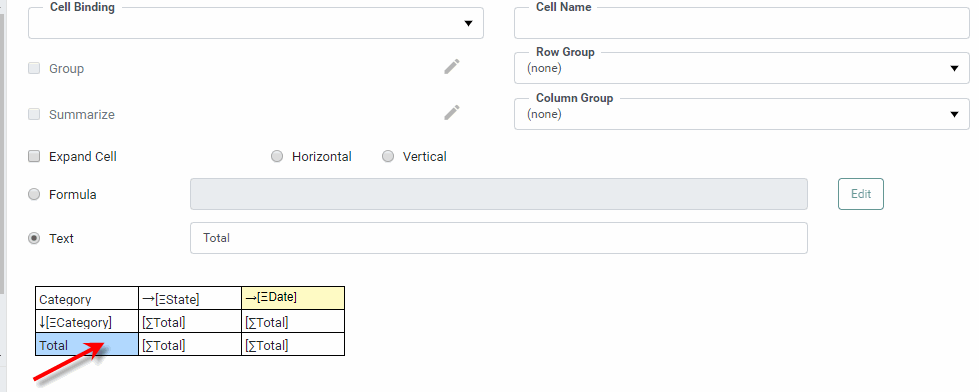 Cell Binding
Cell Name
Group
Row Group
(none)
Summarize
Column Group
(none)
Expand Cell Horizontal Vertical
Formula Edit
Text Total
Category →[ΞState] →[ΞDate]
↓[ΞCategory] [∑Total] [∑Total]
Total [∑Total] [∑Total]